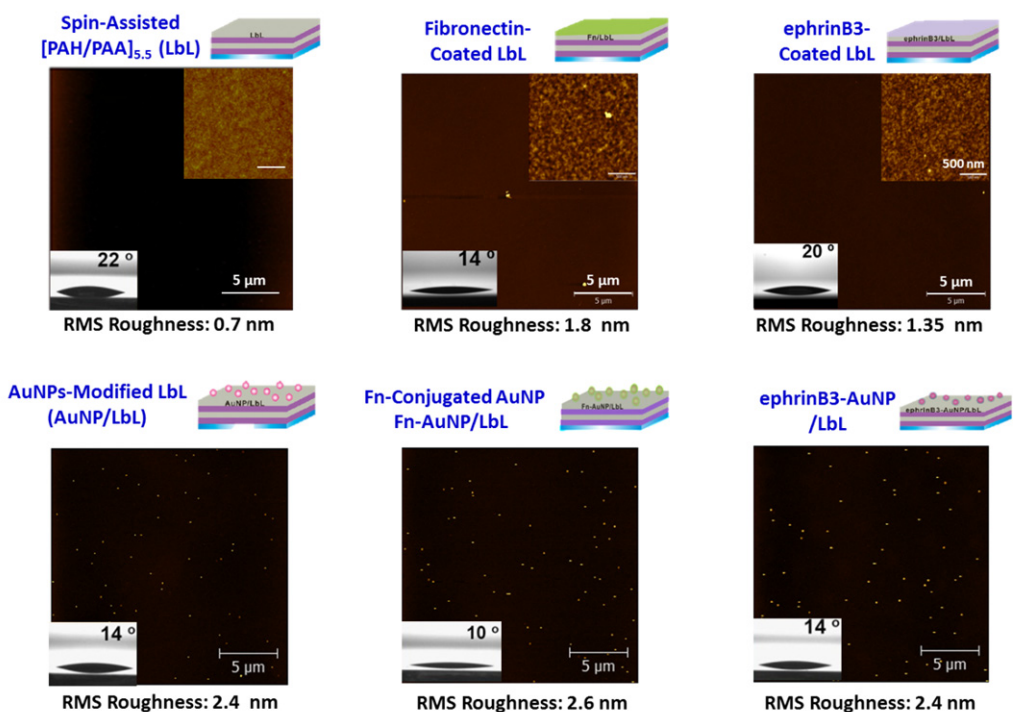 Spin-Assisted
[PAH/PAA]5.5 (LbL)
LbL
22 °
5 μm
RMS Roughness: 0.7 nm
Fibronectin-
Coated LbL
Fn/LbL
14 °
5 μm
5 μm
RMS Roughness: 1.8 nm
ephrinB3-
Coated LbL
ephrinB3/LbL
500 nm
20 °
5 μm
5 μm
RMS Roughness: 1.35 nm
AuNPs-Modified LbL
(AuNP/LbL)
AuNP/LbL
14 °
5 μm
RMS Roughness: 2.4 nm
Fn-Conjugated AuNP
Fn-AuNP/LbL
Fn-AuNP/LbL
10 °
5 μm
RMS Roughness: 2.6 nm
ephrinB3-AuNP
/LbL
ephrinB3-AuNP/LbL
14 °
5 μm
RMS Roughness: 2.4 nm